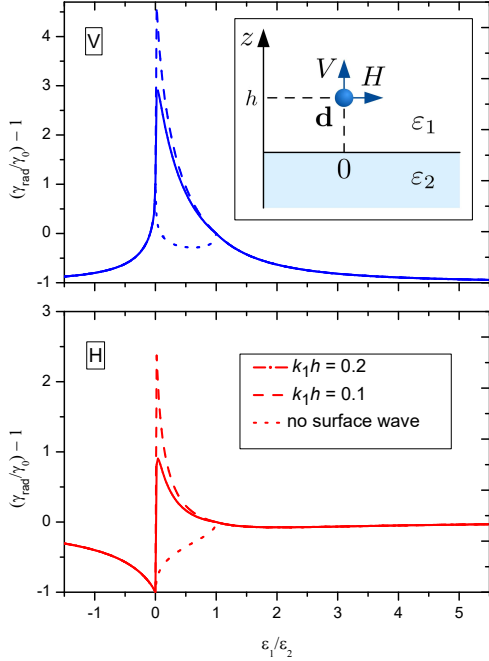 V
(γrad/γ0) − 1
4
3
2
1
0
-1
z
V
H
h
d
ε1
0
ε2
H
(γrad/γ0) − 1
3
2
1
0
-1
k1h = 0.2
k1h = 0.1
no surface wave
-1 0 1 2 3 4 5
ε1/ε2